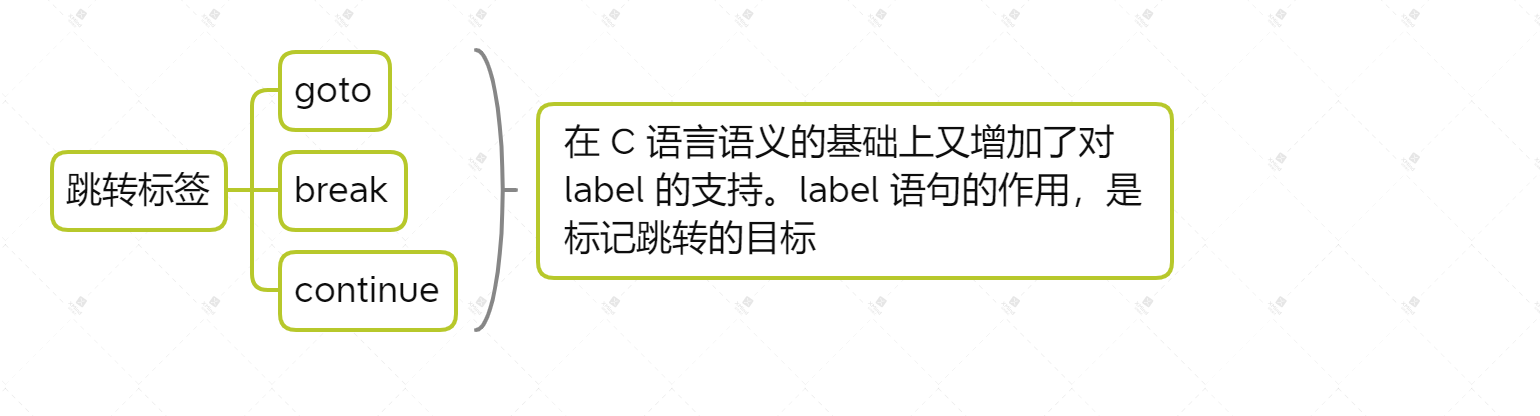 goto
跳转标签
break
continue
在 C 语言语义的基础上又增加了对
label 的支持。label 语句的作用，是
标记跳转的目标